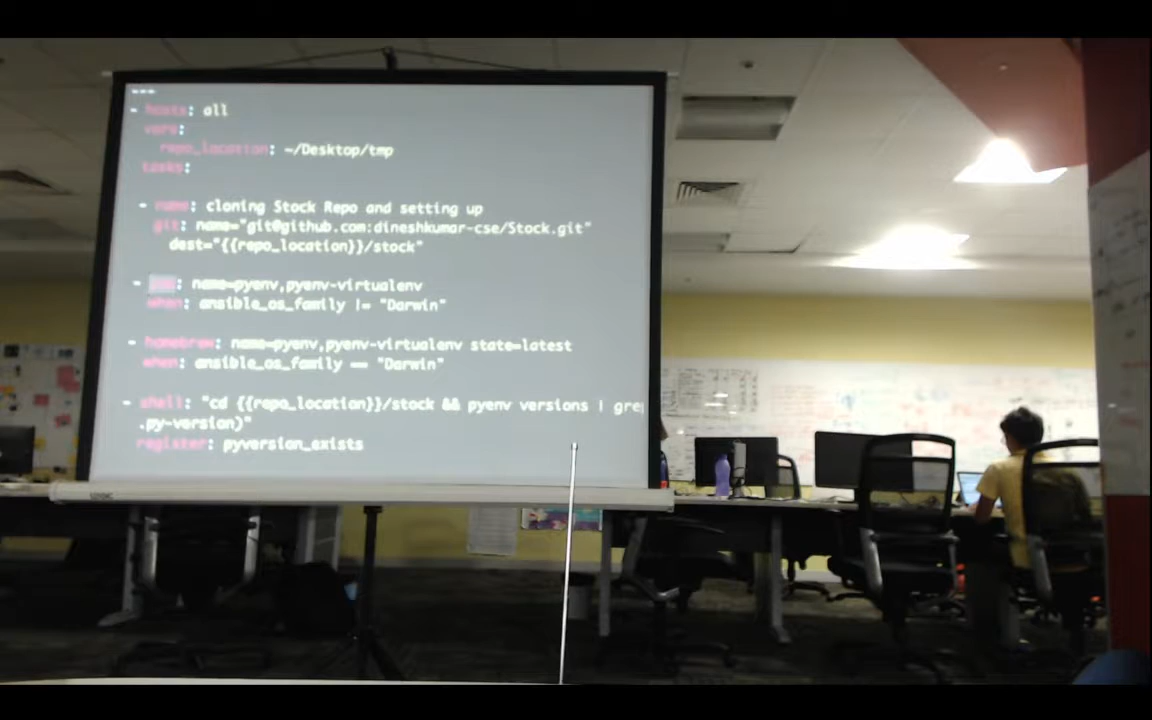 ---
- hosts: all
vars:
repo_location: ~/Desktop/tmp
tasks:
- name: cloning Stock Repo and setting up
git: name="git@github.com:dineshkumar-cse/Stock.git"
dest="{{repo_location}}/stock"
: name=pyenv,pyenv-virtualenv
when: ansible_os_family != "Darwin"
- homebrew: name=pyenv,pyenv-virtualenv state=latest
when: ansible_os_family == "Darwin"
- shell: "cd {{repo_location}}/stock && pyenv versions | gre
.py-version)"
register: pyversion_exists